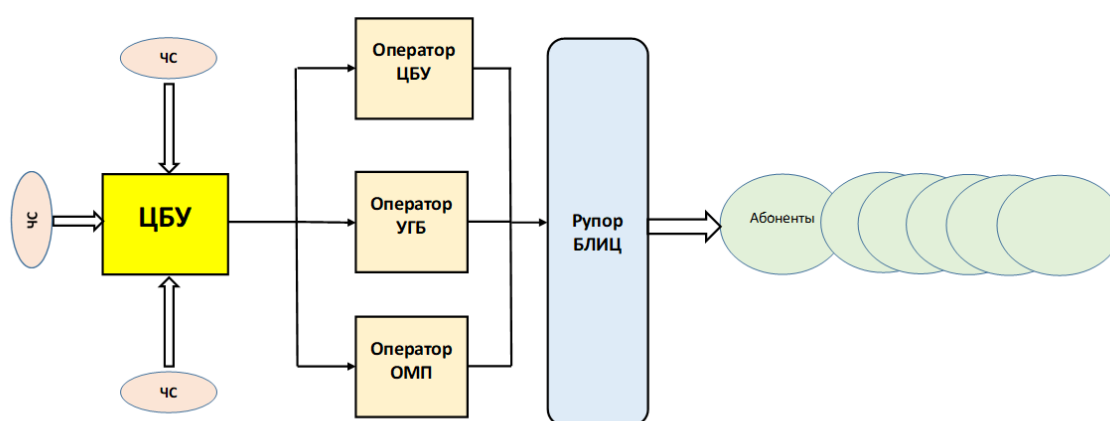 ЧС
Оператор
ЦБУ
ЧС
ЦБУ
Оператор
УГБ
Рупор
БЛИЦ
Абоненты
ЧС
Оператор
ОМП